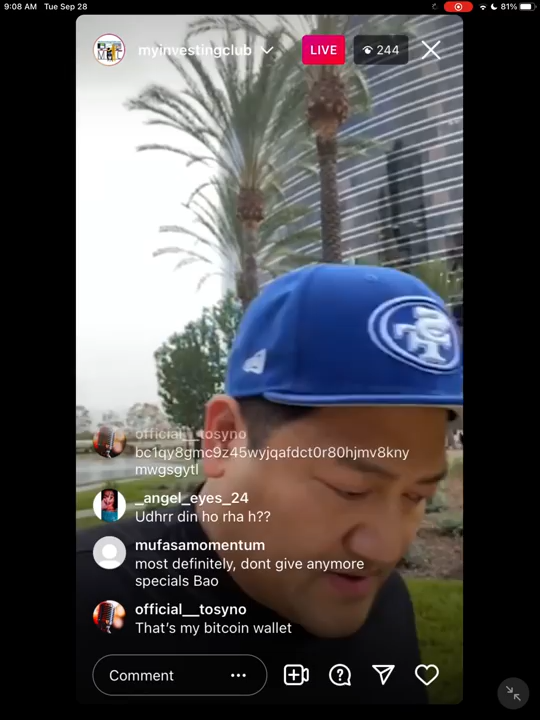 9:08 AM Tue Sep 28
81%
myinvestingclub
LIVE
244
official__tosyno
bc1qy8gmc9z45wyjqafdct0r80hjmv8kny
mwgsgytl
_angel_eyes_24
Udhrr din ho rha h??
mufasamomentum
most definitely, dont give anymore
specials Bao
official__tosyno
That's my bitcoin wallet
Comment